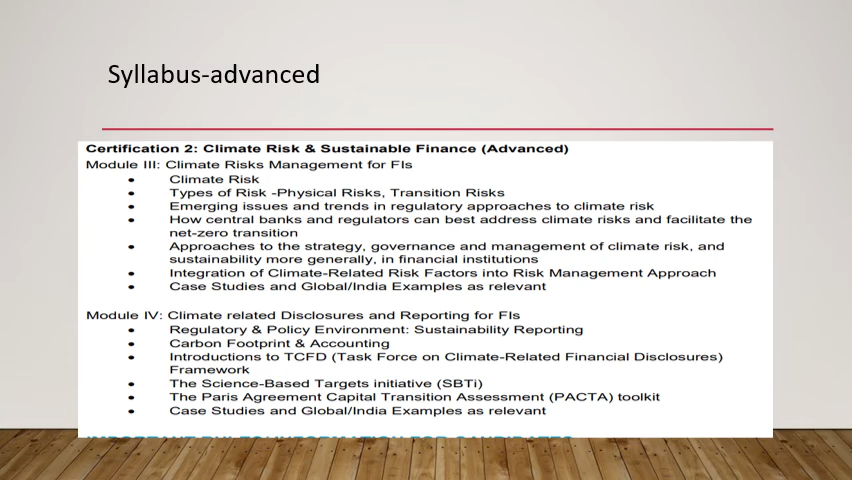 Syllabus-advanced
Certification 2: Climate Risk & Sustainable Finance (Advanced)
Module III: Climate Risks Management for FIs
• Climate Risk
• Types of Risk -Physical Risks, Transition Risks
• Emerging issues and trends in regulatory approaches to climate risk
• How central banks and regulators can best address climate risks and facilitate the
net-zero transition
• Approaches to the strategy, governance and management of climate risk, and
sustainability more generally, in financial institutions
• Integration of Climate-Related Risk Factors into Risk Management Approach
• Case Studies and Global/India Examples as relevant
Module IV: Climate related Disclosures and Reporting for FIs
• Regulatory & Policy Environment: Sustainability Reporting
• Carbon Footprint & Accounting
• Introductions to TCFD (Task Force on Climate-Related Financial Disclosures)
Framework
• The Science-Based Targets initiative (SBTi)
• The Paris Agreement Capital Transition Assessment (PACTA) toolkit
• Case Studies and Global/India Examples as relevant